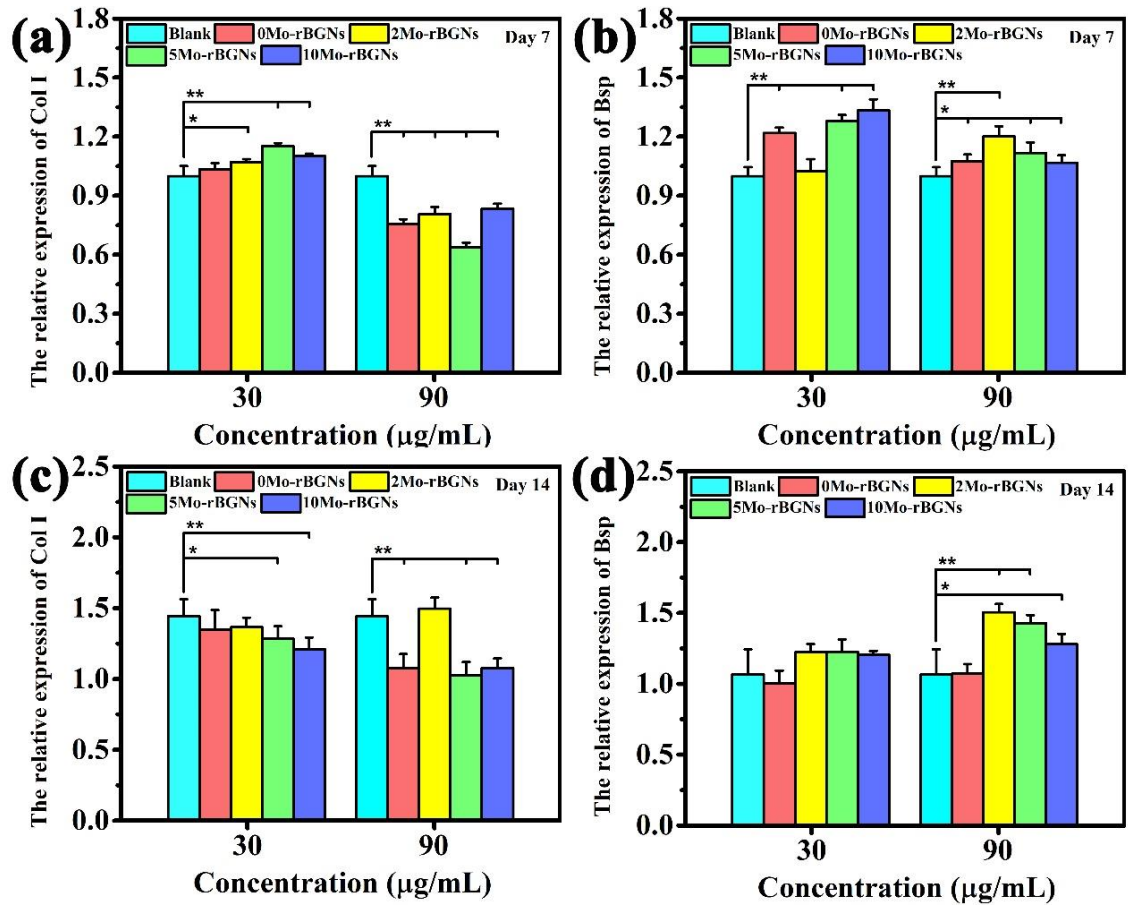 (a)
Blank 0Mo-rBGNs 2Mo-rBGNs
5Mo-rBGNs 10Mo-rBGNs
Day 7
The relative expression of Col I
1.8
1.5
1.2
0.9
0.6
0.3
0.0
**
*
**
30 90
Concentration (µg/mL)
(b)
Blank 0Mo-rBGNs 2Mo-rBGNs
5Mo-rBGNs 10Mo-rBGNs
Day 7
The relative expression of Bsp
1.8
1.5
1.2
0.9
0.6
0.3
0.0
**
**
*
30 90
Concentration (µg/mL)
(c)
Blank 0Mo-rBGNs 2Mo-rBGNs
5Mo-rBGNs 10Mo-rBGNs
Day 14
The relative expression of Col I
2.5
2.0
1.5
1.0
0.5
0.0
**
*
**
30 90
Concentration (µg/mL)
(d)
Blank 0Mo-rBGNs 2Mo-rBGNs
5Mo-rBGNs 10Mo-rBGNs
Day 14
The relative expression of Bsp
2.5
2.0
1.5
1.0
0.5
0.0
**
*
30 90
Concentration (µg/mL)